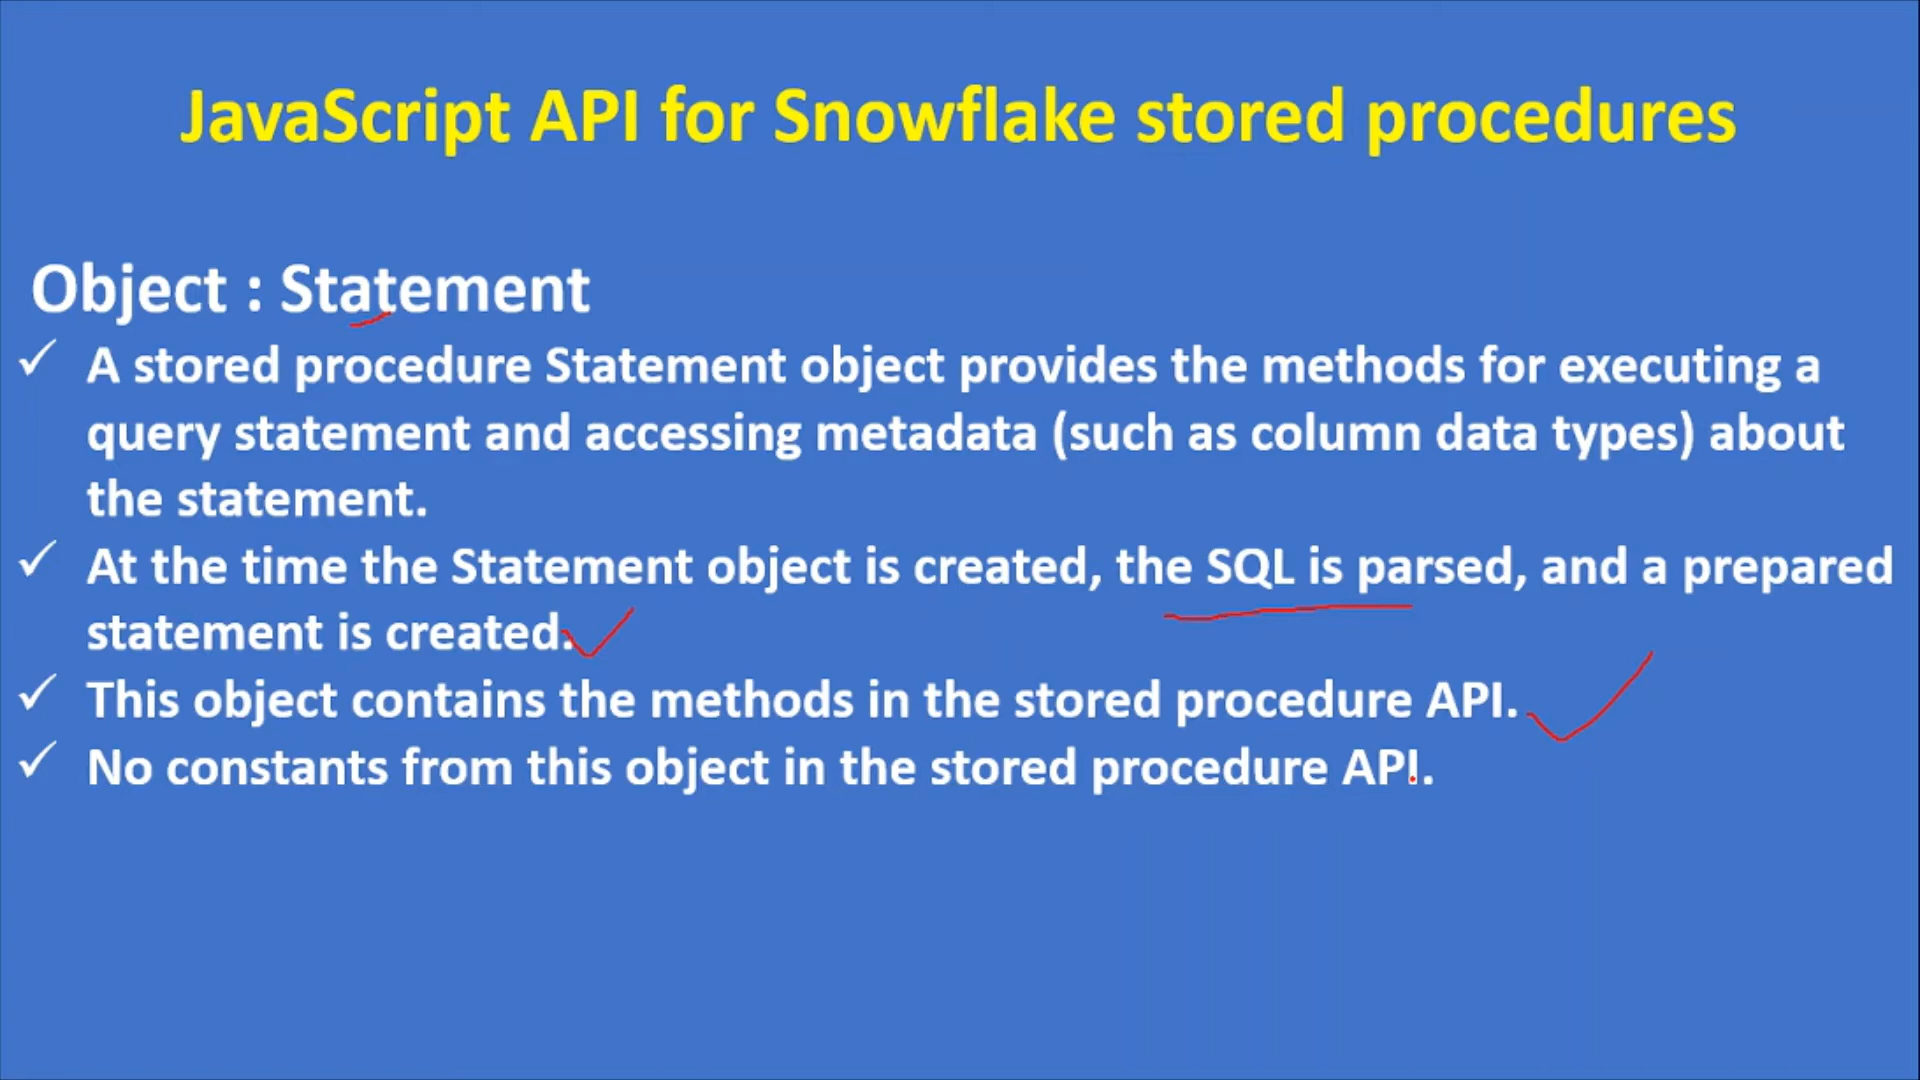 JavaScript API for Snowflake stored procedures
Object : Statement
✓ A stored procedure Statement object provides the methods for executing a
query statement and accessing metadata (such as column data types) about
the statement.
✓ At the time the Statement object is created, the SQL is parsed, and a prepared
statement is created.
✓ This object contains the methods in the stored procedure API.
✓ No constants from this object in the stored procedure API.